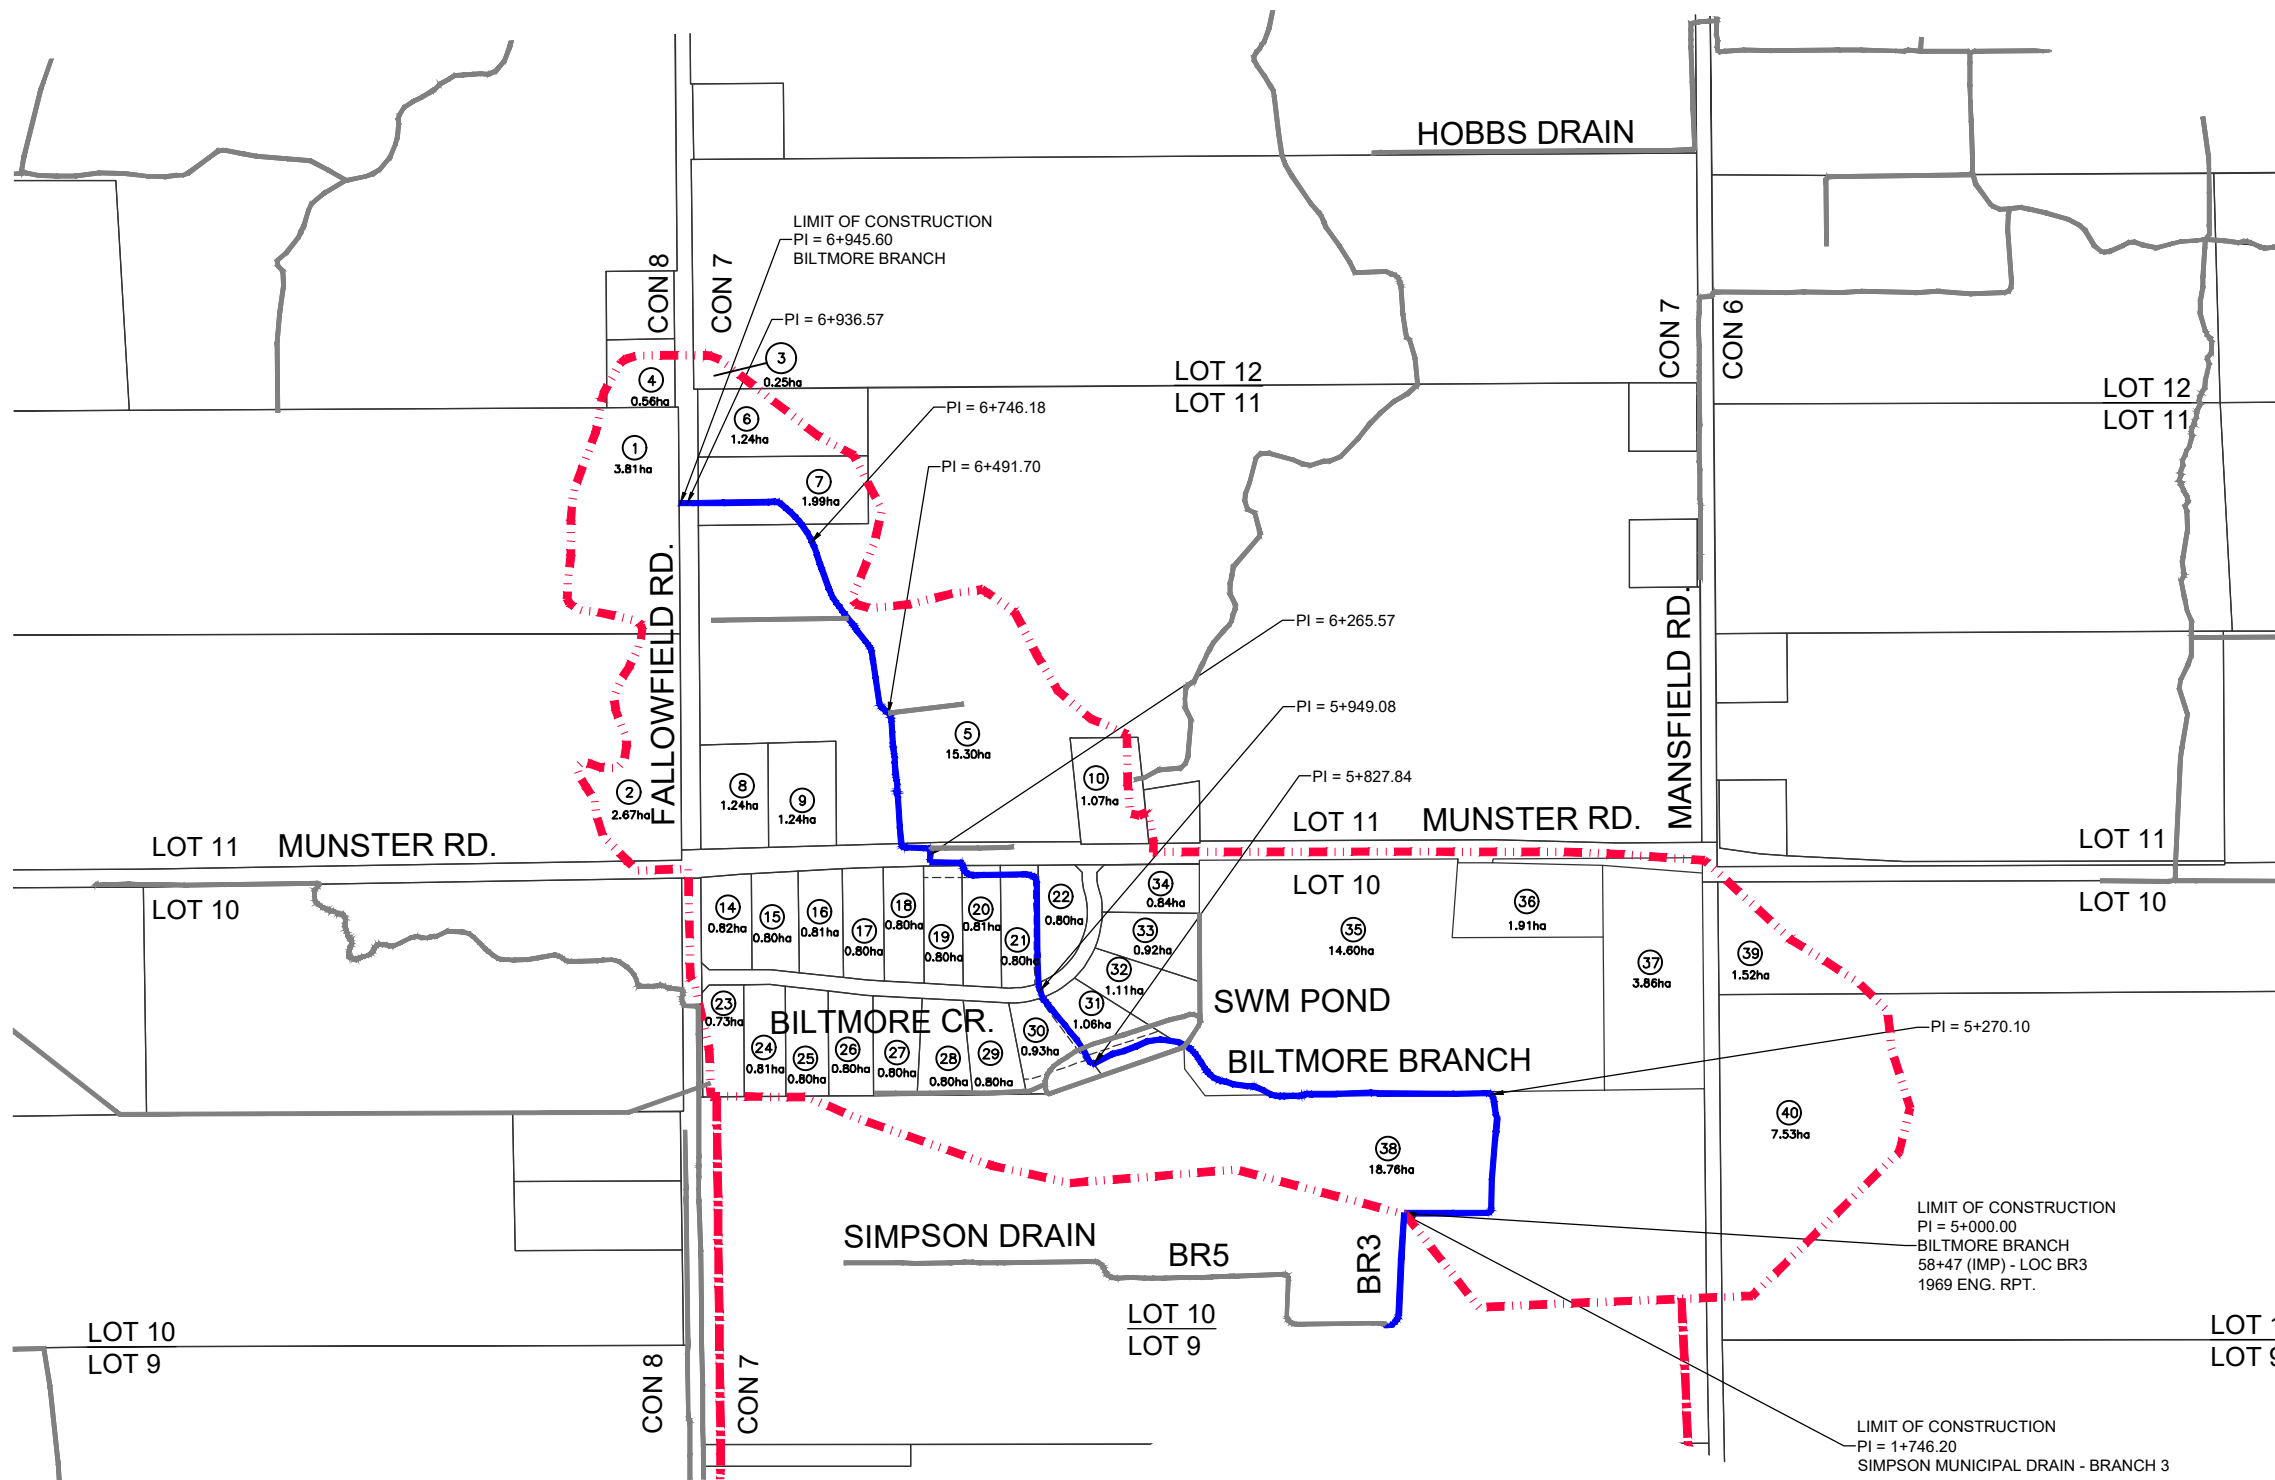 HOBBS DRAIN
LIMIT OF CONSTRUCTION
PI = 6+945.60
BILTMORE BRANCH
CON 8
CON 7
PI = 6+936.57
CON 7
CON 6
3
0.25ha
4
0.56ha
LOT 12
LOT 11
LOT 12
LOT 11
6
1.24ha
PI = 6+746.18
1
3.81ha
PI = 6+491.70
7
1.99ha
FALLOWFIELD RD.
MANSFIELD RD.
PI = 6+265.57
PI = 5+949.08
5
15.30ha
PI = 5+827.84
10
1.07ha
8
1.24ha
9
1.24ha
2
2.67ha
LOT 11
MUNSTER RD.
LOT 11
MUNSTER RD.
LOT 11
LOT 10
LOT 10
LOT 10
14
0.82ha
15
0.80ha
16
0.81ha
17
0.80ha
18
0.80ha
19
0.80ha
20
0.81ha
21
0.80ha
22
0.80ha
34
0.84ha
33
0.92ha
32
1.11ha
31
1.06ha
35
14.60ha
36
1.91ha
37
3.86ha
39
1.52ha
SWM POND
BILTMORE CR.
23
0.73ha
24
0.81ha
25
0.80ha
26
0.80ha
27
0.80ha
28
0.80ha
29
0.80ha
30
0.93ha
BILTMORE BRANCH
PI = 5+270.10
40
7.53ha
38
18.76ha
LIMIT OF CONSTRUCTION
PI = 5+000.00
BILTMORE BRANCH
58+47 (IMP) - LOC BR3
1969 ENG. RPT.
SIMPSON DRAIN
BR5
BR3
LOT 10
LOT 9
LOT 10
LOT 9
LOT 1
LOT 9
CON 8
CON 7
LIMIT OF CONSTRUCTION
PI = 1+746.20
SIMPSON MUNICIPAL DRAIN - BRANCH 3